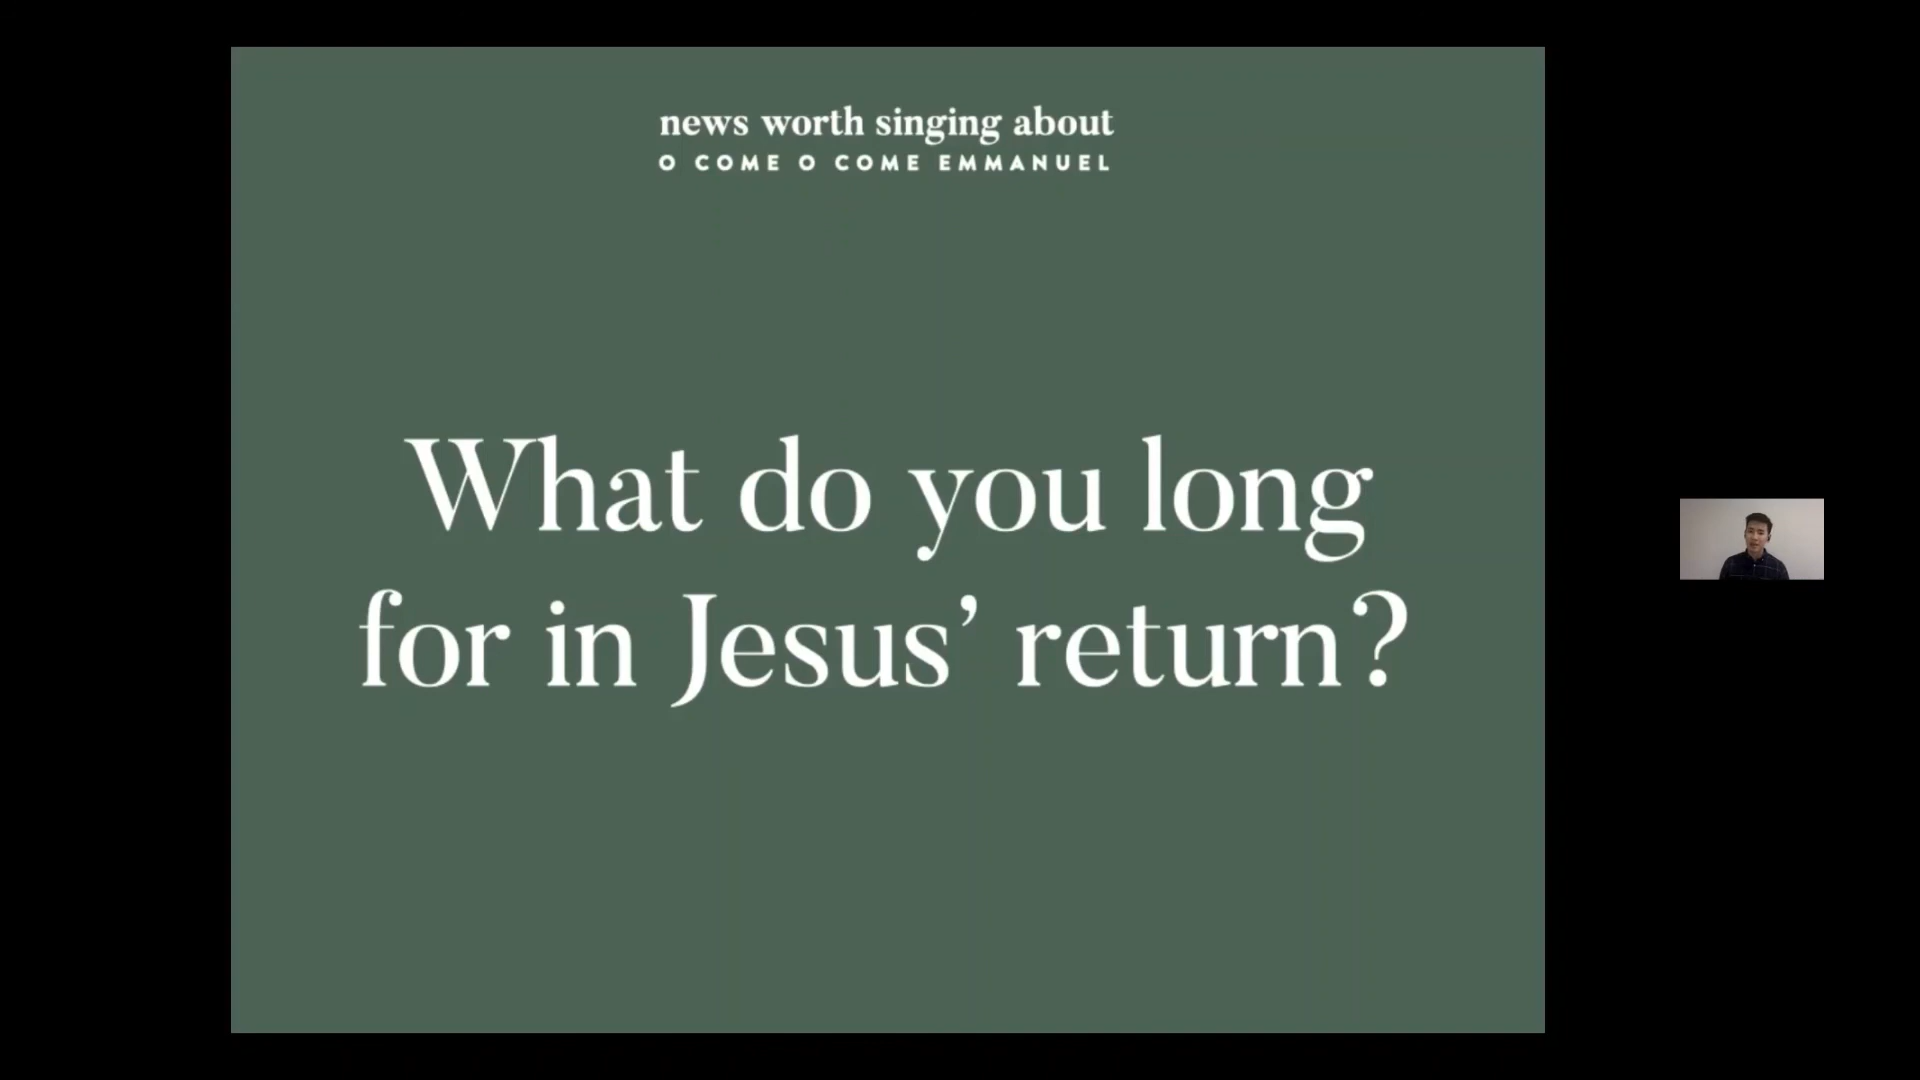 news worth singing about
O COME O COME EMMANUEL
What do you long
for in Jesus’ return?